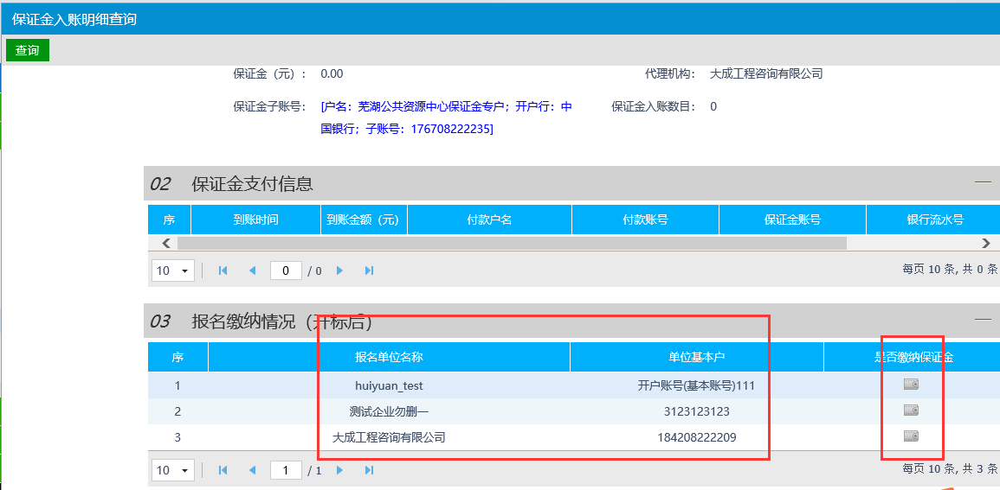 保证金入账明细查询
查询
保证金（元）： 0.00 代理机构： 大成工程咨询有限公司
保证金子账号： [户名：芜湖公共资源中心保证金专户；开户行：中 保证金入账数目： 0
国银行；子账号：176708222235]
02 保证金支付信息
序 到账时间 到账金额（元） 付款户名 付款账号 保证金账号 银行流水号
10 0 / 0 每页 10 条, 共 0 条
03 报名缴纳情况（开标后）
序 报名单位名称 单位基本户 是否缴纳保证金
1 huiyuan_test 开户账号(基本账号)111
2 测试企业勿删一 3123123123
3 大成工程咨询有限公司 184208222209
10 1 / 1 每页 10 条, 共 3 条